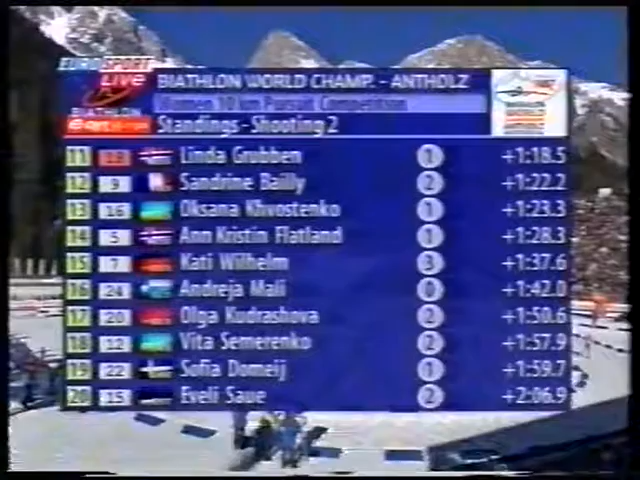 EUROSPORT
LIVE
BIATHLON
BIATHLON WORLD CHAMP. - ANTHOLZ
Women 10 km Pursuit Competition
Standings - Shooting 2
11 13 Linda Grubben 1 +1:18.5
12 9 Sandrine Bailly 2 +1:22.2
13 16 Oksana Khvostenko 1 +1:23.3
14 5 Ann Kristin Flatland 1 +1:28.3
15 7 Kati Wilhelm 3 +1:37.6
16 24 Andreja Mali 0 +1:42.0
17 20 Olga Kudrashova 2 +1:50.6
18 12 Vita Semerenko 2 +1:57.9
19 22 Sofia Domeij 1 +1:59.7
20 15 Eveli Saue 2 +2:06.9